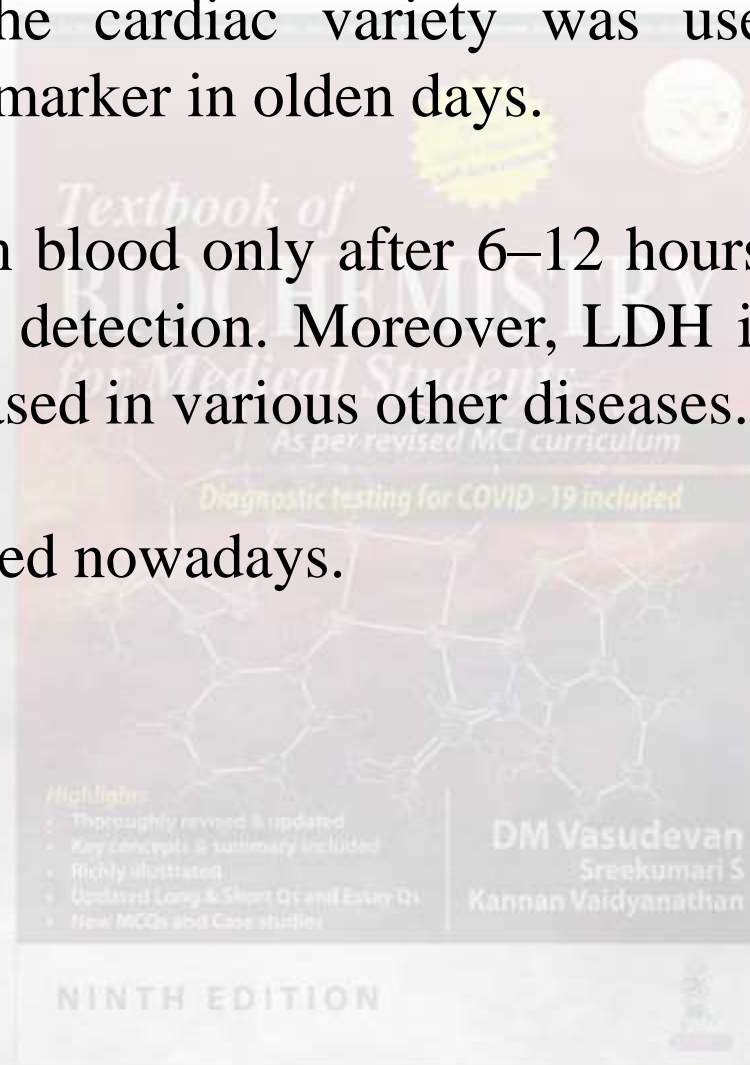 he cardiac variety was use
marker in olden days.
Textbook of
n blood only after 6–12 hours
BIOCHEMISTRY
detection. Moreover, LDH i
for Medical Students
ased in various other diseases.
As per revised MCI curriculum
Diagnostic testing for COVID-19 included
ed nowadays.
Highlights
• Thoroughly revised & updated
• Key concepts & summary included
• Richly illustrated
• Updated Long & Short Qs and Essay Qs
• New MCQs and Case studies
DM Vasudevan
Sreekumari S
Kannan Vaidyanathan
NINTH EDITION